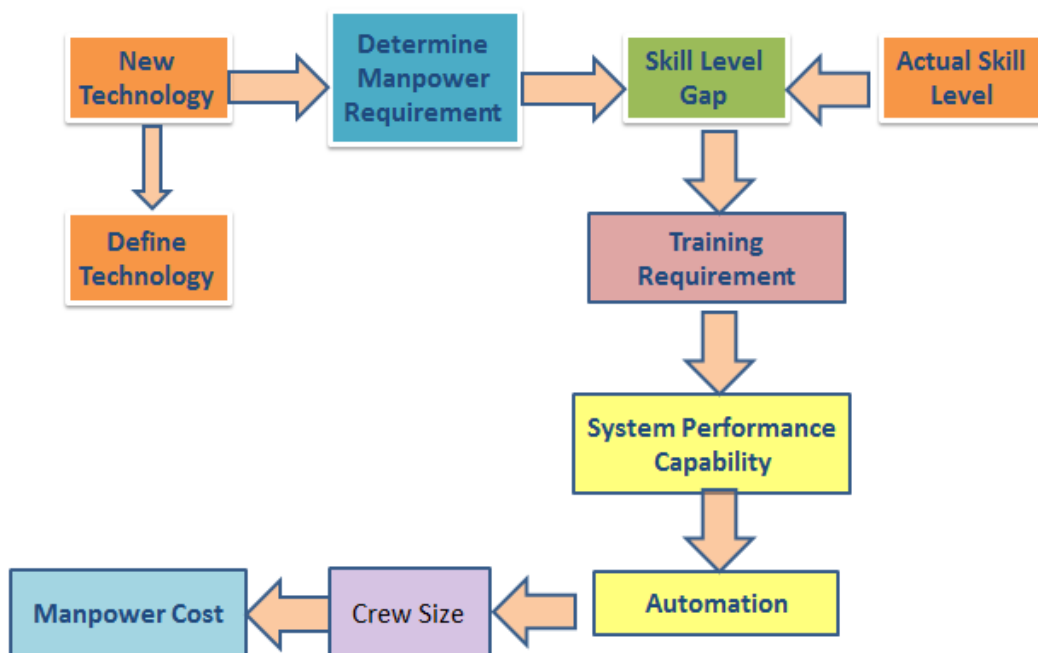 New
Technology
Determine
Manpower
Requirement
Skill Level
Gap
Actual Skill
Level
Define
Technology
Training
Requirement
System Performance
Capability
Manpower Cost
Crew Size
Automation